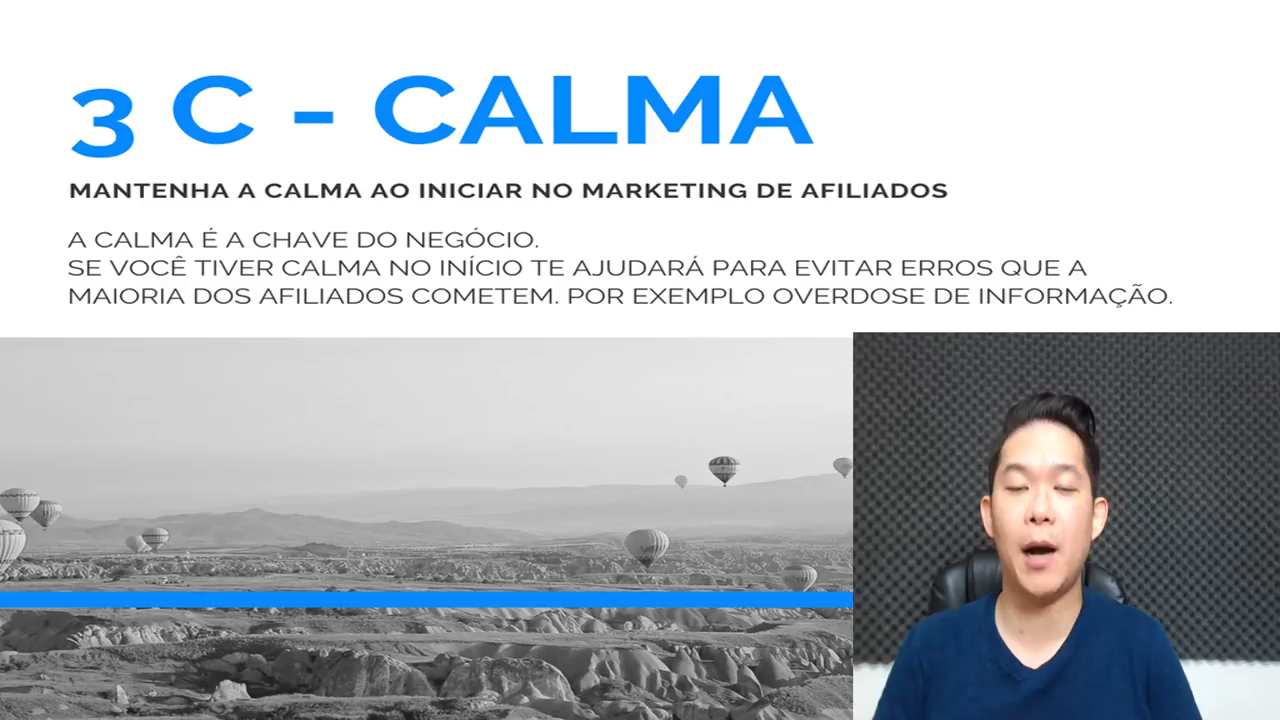 3 C - CALMA
MANTENHA A CALMA AO INICIAR NO MARKETING DE AFILIADOS
A CALMA É A CHAVE DO NEGÓCIO.
SE VOCÊ TIVER CALMA NO INÍCIO TE AJUDARÁ PARA EVITAR ERROS QUE A
MAIORIA DOS AFILIADOS COMETEM. POR EXEMPLO OVERDOSE DE INFORMAÇÃO.